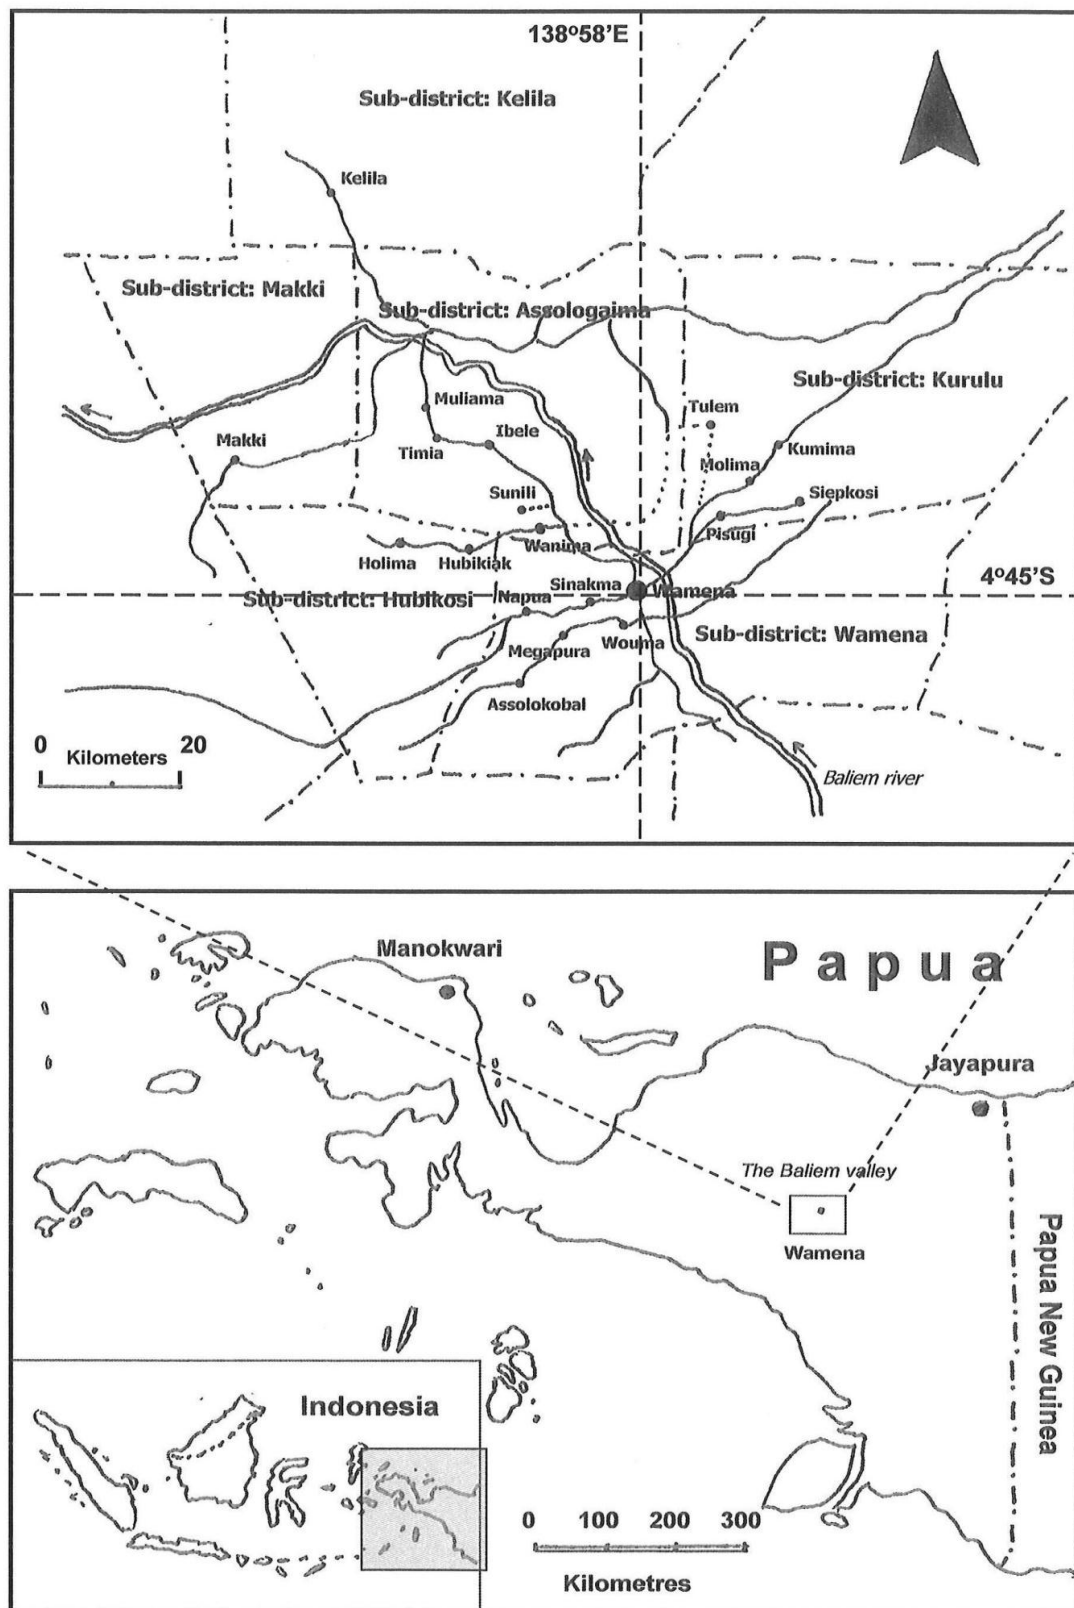 138°58'E
Sub-district: Kelila
Kelila
Sub-district: Makki
Sub-district: Assologaima
Sub-district: Kurulu
Muliama
Tulem
Makki
Ibele
Timia
Kumima
Molima
Sunili
Siepkosi
Wanima
Pisugi
Holima
Hubikiak
4°45'S
Sinakma
Sub-district: Hubikosi
Napua
Wamena
Sub-district: Wamena
Wouma
Megapura
Assolokobal
0 20
Kilometers
Baliem river
Papua
Manokwari
Jayapura
The Baliem valley
Wamena
Papua New Guinea
Indonesia
0 100 200 300
Kilometres